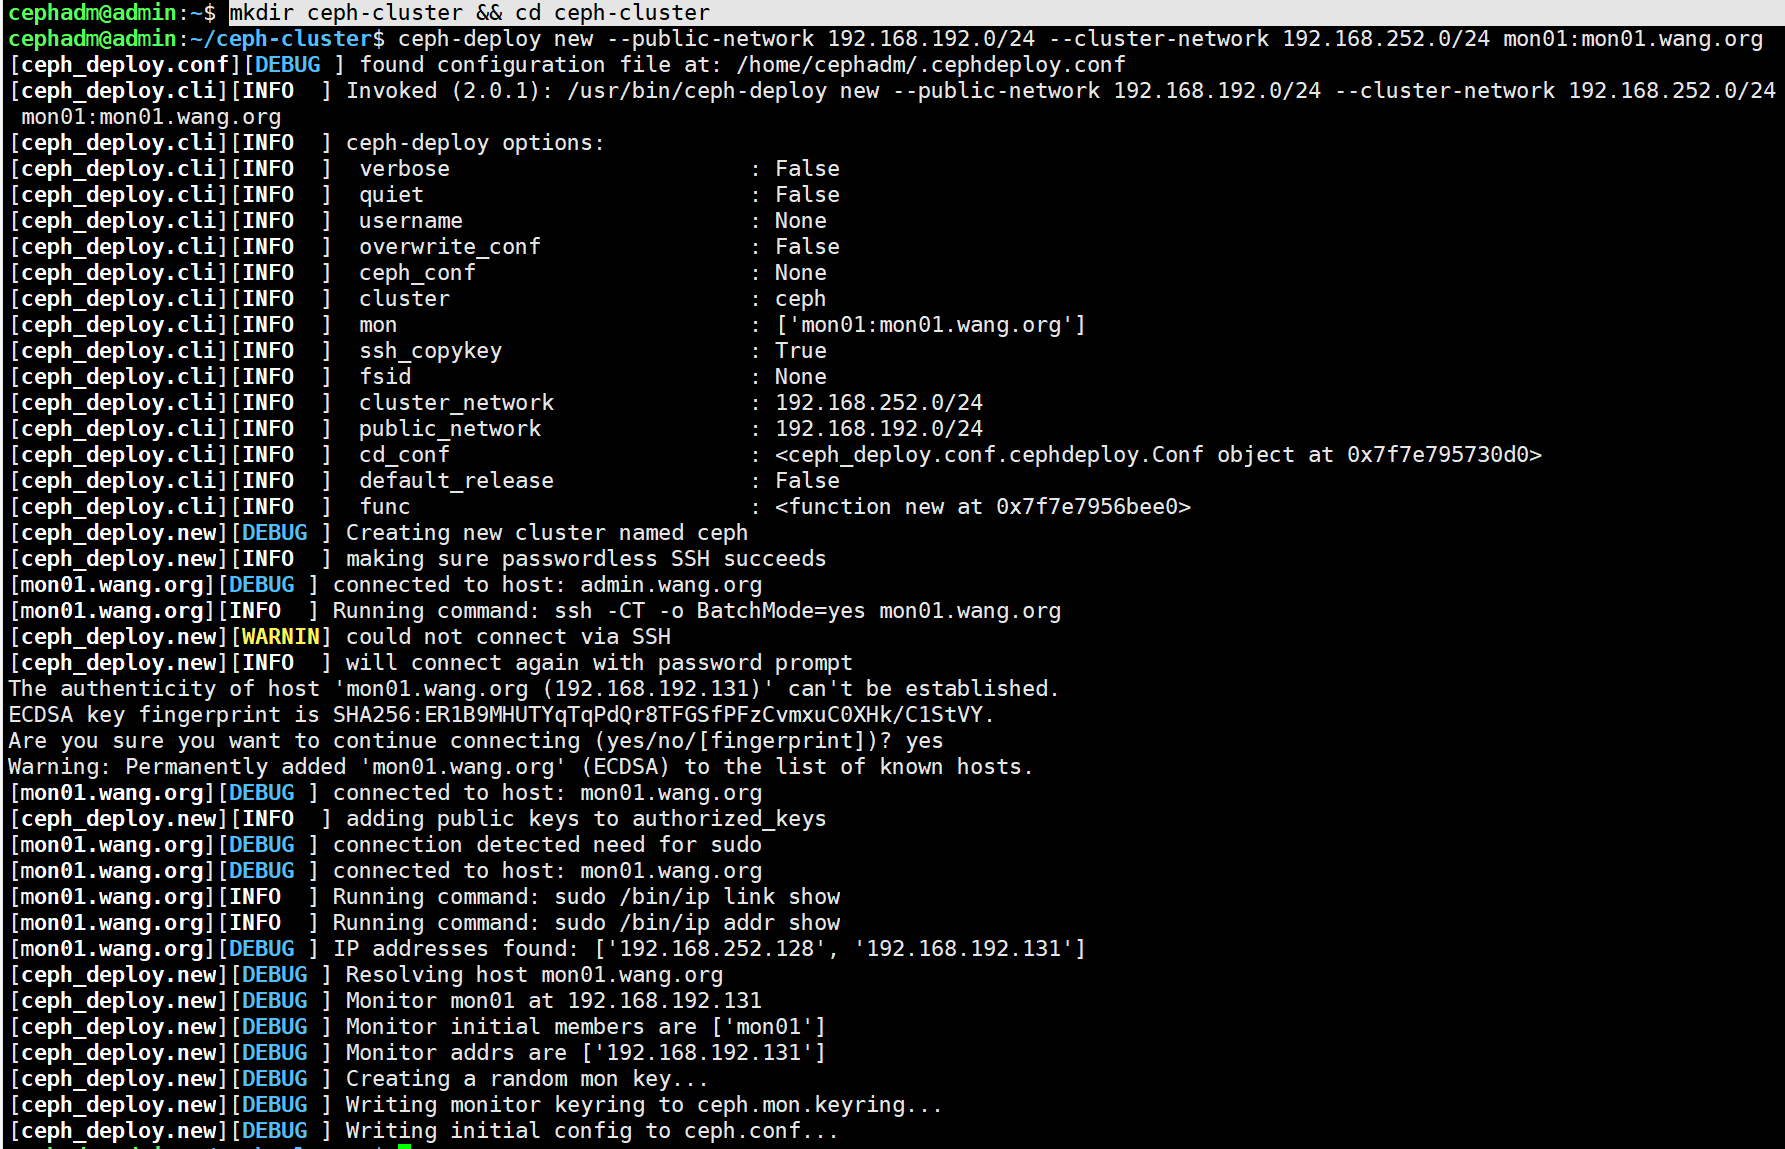 cephadm@admin:~$ mkdir ceph-cluster && cd ceph-cluster
cephadm@admin:~/ceph-cluster$ ceph-deploy new --public-network 192.168.192.0/24 --cluster-network 192.168.252.0/24 mon01:mon01.wang.org
[ceph_deploy.conf][DEBUG ] found configuration file at: /home/cephadm/.cephdeploy.conf
[ceph_deploy.cli][INFO  ] Invoked (2.0.1): /usr/bin/ceph-deploy new --public-network 192.168.192.0/24 --cluster-network 192.168.252.0/24
 mon01:mon01.wang.org
[ceph_deploy.cli][INFO  ] ceph-deploy options:
[ceph_deploy.cli][INFO  ]  verbose                       : False
[ceph_deploy.cli][INFO  ]  quiet                         : False
[ceph_deploy.cli][INFO  ]  username                      : None
[ceph_deploy.cli][INFO  ]  overwrite_conf                : False
[ceph_deploy.cli][INFO  ]  ceph_conf                     : None
[ceph_deploy.cli][INFO  ]  cluster                       : ceph
[ceph_deploy.cli][INFO  ]  mon                           : ['mon01:mon01.wang.org']
[ceph_deploy.cli][INFO  ]  ssh_copykey                   : True
[ceph_deploy.cli][INFO  ]  fsid                          : None
[ceph_deploy.cli][INFO  ]  cluster_network               : 192.168.252.0/24
[ceph_deploy.cli][INFO  ]  public_network                : 192.168.192.0/24
[ceph_deploy.cli][INFO  ]  cd_conf                       : <ceph_deploy.conf.cephdeploy.Conf object at 0x7f7e795730d0>
[ceph_deploy.cli][INFO  ]  default_release               : False
[ceph_deploy.cli][INFO  ]  func                          : <function new at 0x7f7e7956bee0>
[ceph_deploy.new][DEBUG ] Creating new cluster named ceph
[ceph_deploy.new][INFO  ] making sure passwordless SSH succeeds
[mon01.wang.org][DEBUG ] connected to host: admin.wang.org
[mon01.wang.org][INFO  ] Running command: ssh -CT -o BatchMode=yes mon01.wang.org
[ceph_deploy.new][WARNIN] could not connect via SSH
[ceph_deploy.new][INFO  ] will connect again with password prompt
The authenticity of host 'mon01.wang.org (192.168.192.131)' can't be established.
ECDSA key fingerprint is SHA256:ER1B9MHUTYqTqPdQr8TFGSfPFzCvmxuC0XHk/C1StVY.
Are you sure you want to continue connecting (yes/no/[fingerprint])? yes
Warning: Permanently added 'mon01.wang.org' (ECDSA) to the list of known hosts.
[mon01.wang.org][DEBUG ] connected to host: mon01.wang.org
[ceph_deploy.new][INFO  ] adding public keys to authorized_keys
[mon01.wang.org][DEBUG ] connection detected need for sudo
[mon01.wang.org][DEBUG ] connected to host: mon01.wang.org
[mon01.wang.org][INFO  ] Running command: sudo /bin/ip link show
[mon01.wang.org][INFO  ] Running command: sudo /bin/ip addr show
[mon01.wang.org][DEBUG ] IP addresses found: ['192.168.252.128', '192.168.192.131']
[ceph_deploy.new][DEBUG ] Resolving host mon01.wang.org
[ceph_deploy.new][DEBUG ] Monitor mon01 at 192.168.192.131
[ceph_deploy.new][DEBUG ] Monitor initial members are ['mon01']
[ceph_deploy.new][DEBUG ] Monitor addrs are ['192.168.192.131']
[ceph_deploy.new][DEBUG ] Creating a random mon key...
[ceph_deploy.new][DEBUG ] Writing monitor keyring to ceph.mon.keyring...
[ceph_deploy.new][DEBUG ] Writing initial config to ceph.conf...